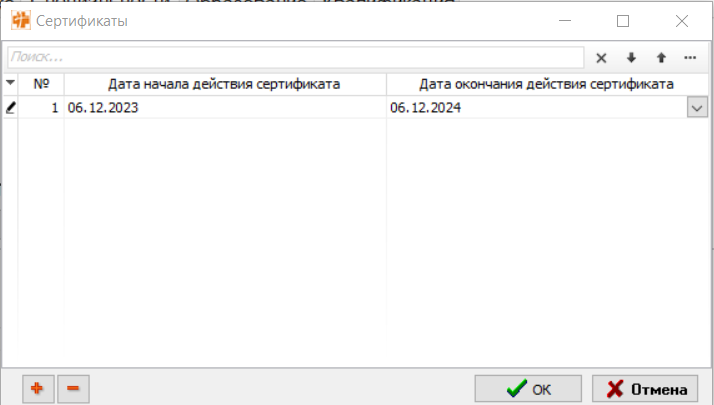 Сертификаты
Поиск...
№ Дата начала действия сертификата Дата окончания действия сертификата
1 06.12.2023 06.12.2024
OK Отмена